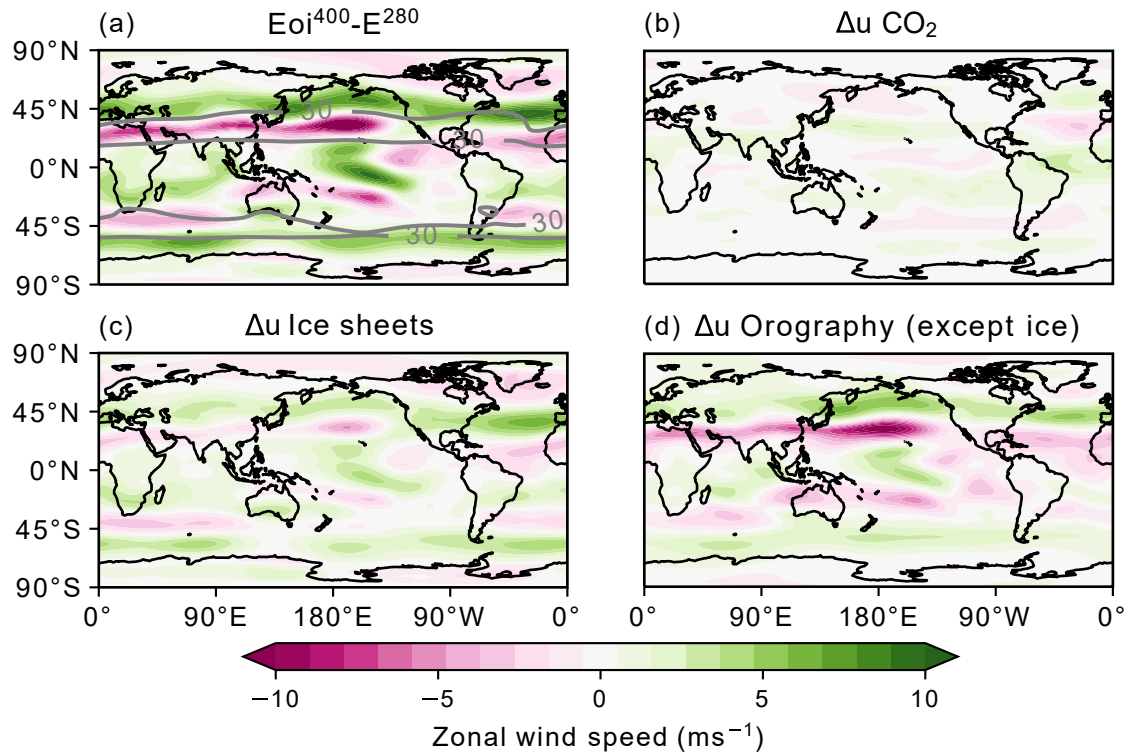 (a) Eoi⁴⁰⁰-E²⁸⁰
(b) Δu CO₂
90°N
45°N
0°N
45°S
90°S
30
30
30
30
(c) Δu Ice sheets
(d) Δu Orography (except ice)
90°N
45°N
0°N
45°S
90°S
0° 90°E 180°E 90°W 0°
0° 90°E 180°E 90°W 0°
−10 −5 0 5 10
Zonal wind speed (ms⁻¹)